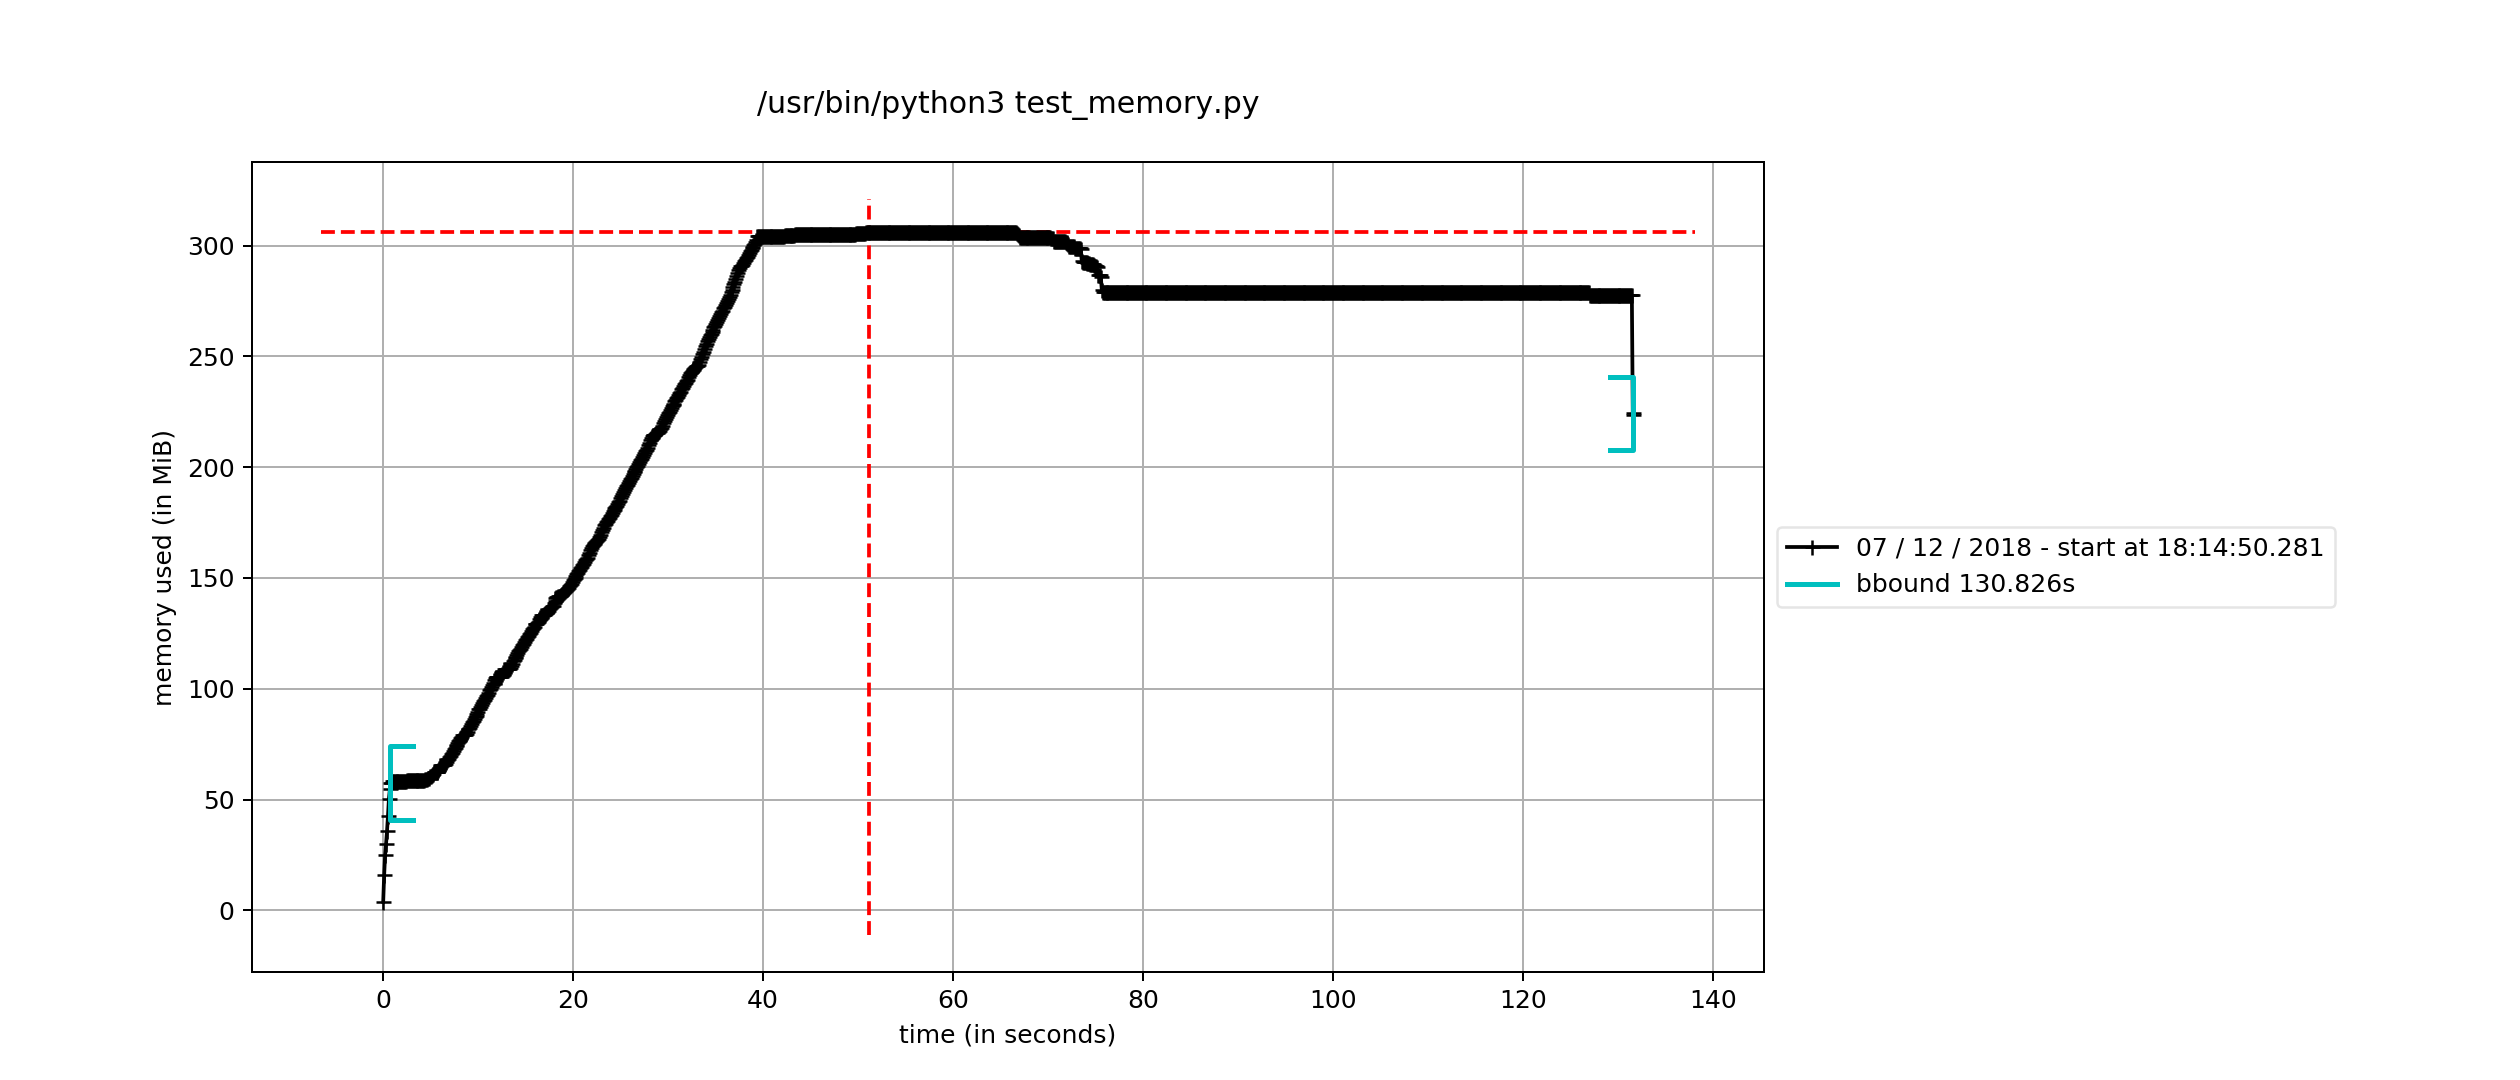 /usr/bin/python3 test_memory.py
memory used (in MiB)
300
250
200
150
100
50
0
0 20 40 60 80 100 120 140
time (in seconds)
07 / 12 / 2018 - start at 18:14:50.281
bbound 130.826s